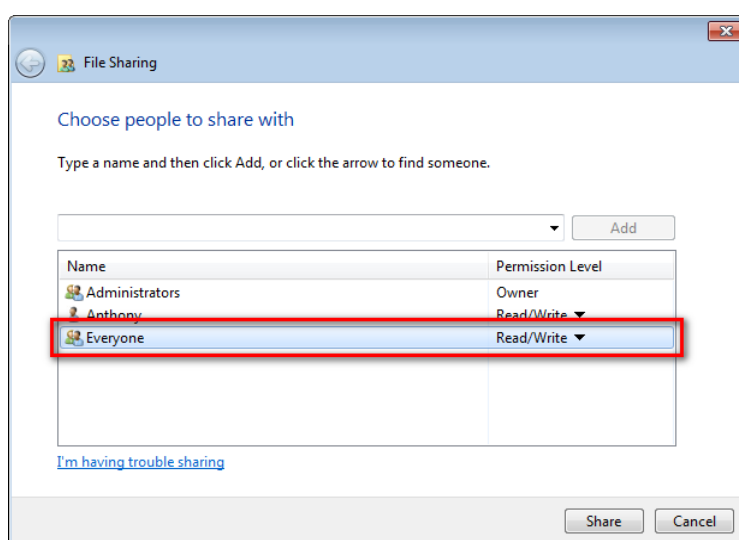 File Sharing
Choose people to share with
Type a name and then click Add, or click the arrow to find someone.
Add
Name Permission Level
Administrators Owner
Anthony Read/Write
Everyone Read/Write
I'm having trouble sharing
Share Cancel